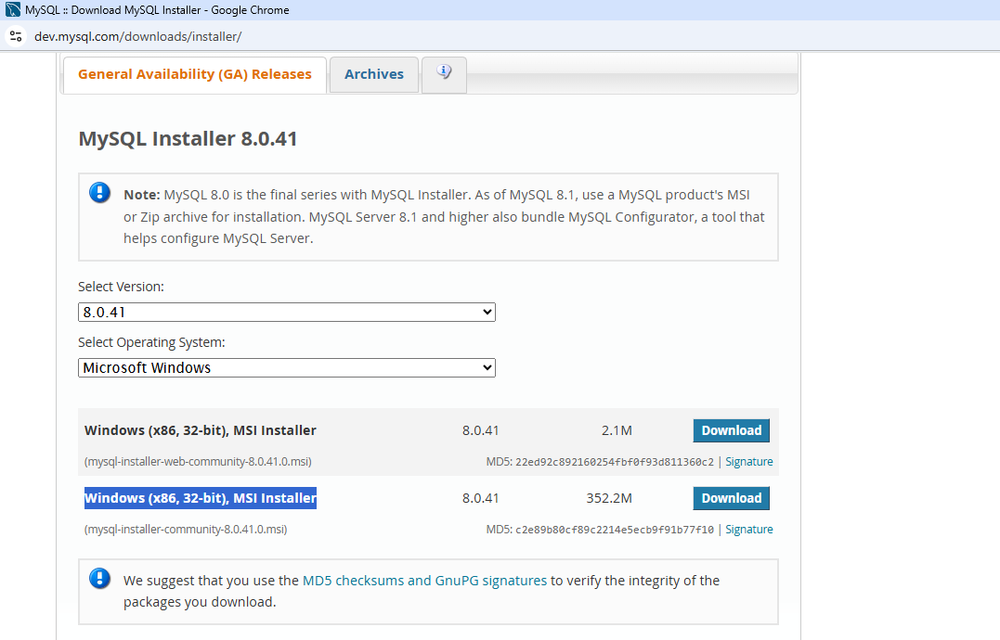 MySQL :: Download MySQL Installer - Google Chrome
dev.mysql.com/downloads/installer/
General Availability (GA) Releases
Archives
MySQL Installer 8.0.41
Note: MySQL 8.0 is the final series with MySQL Installer. As of MySQL 8.1, use a MySQL product's MSI
or Zip archive for installation. MySQL Server 8.1 and higher also bundle MySQL Configurator, a tool that
helps configure MySQL Server.
Select Version:
8.0.41
Select Operating System:
Microsoft Windows
Windows (x86, 32-bit), MSI Installer 8.0.41 2.1M Download
(mysql-installer-web-community-8.0.41.0.msi) MD5: 22ed92c892160254fbf0f93d811360c2 | Signature
Windows (x86, 32-bit), MSI Installer 8.0.41 352.2M Download
(mysql-installer-community-8.0.41.0.msi) MD5: c2e89b80cf89c2214e5ecb9f91b77f10 | Signature
We suggest that you use the MD5 checksums and GnuPG signatures to verify the integrity of the
packages you download.